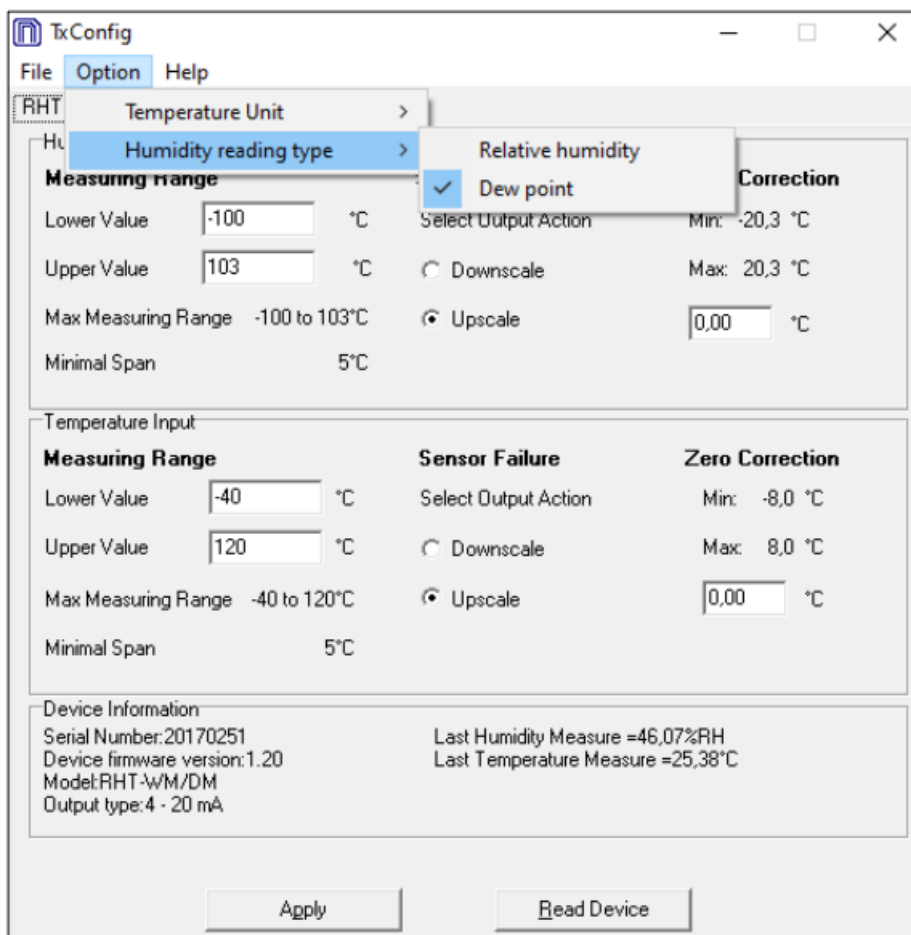 TxConfig
File Option Help
RHT
Temperature Unit >
Humidity reading type >
Relative humidity
✓ Dew point
Measuring Range Correction
Lower Value -100 °C Select Output Action Min: -20,3 °C
Upper Value 103 °C Downscale Max: 20,3 °C
Max Measuring Range -100 to 103°C Upscale 0,00 °C
Minimal Span 5°C
Temperature Input
Measuring Range Sensor Failure Zero Correction
Lower Value -40 °C Select Output Action Min: -8,0 °C
Upper Value 120 °C Downscale Max: 8,0 °C
Max Measuring Range -40 to 120°C Upscale 0,00 °C
Minimal Span 5°C
Device Information
Serial Number:20170251 Last Humidity Measure =46,07%RH
Device firmware version:1.20 Last Temperature Measure =25,38°C
Model:RHT-WM/DM
Output type:4 - 20 mA
Apply Read Device